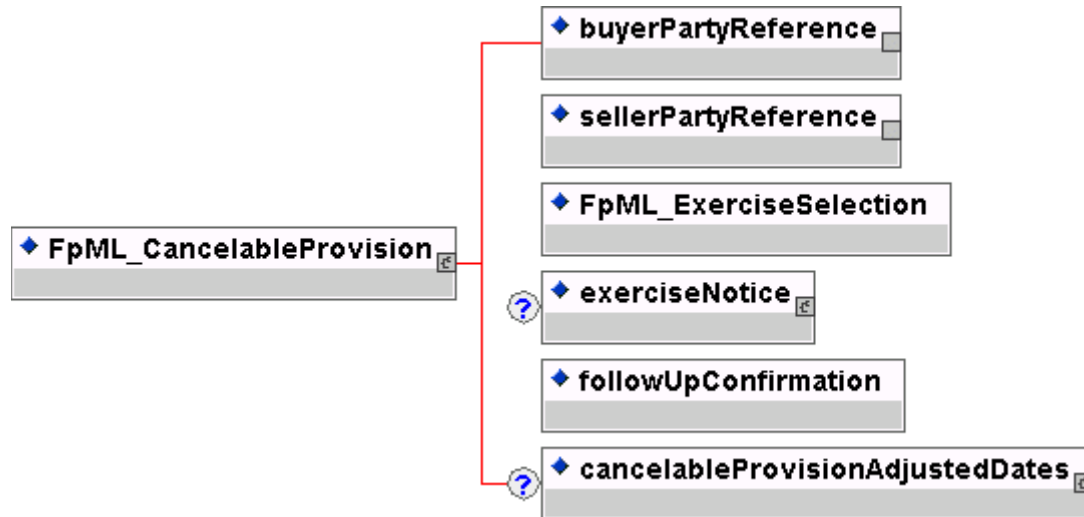 buyerPartyReference
sellerPartyReference
FpML_ExerciseSelection
FpML_CancelableProvision
? exerciseNotice
followUpConfirmation
? cancelableProvisionAdjustedDates